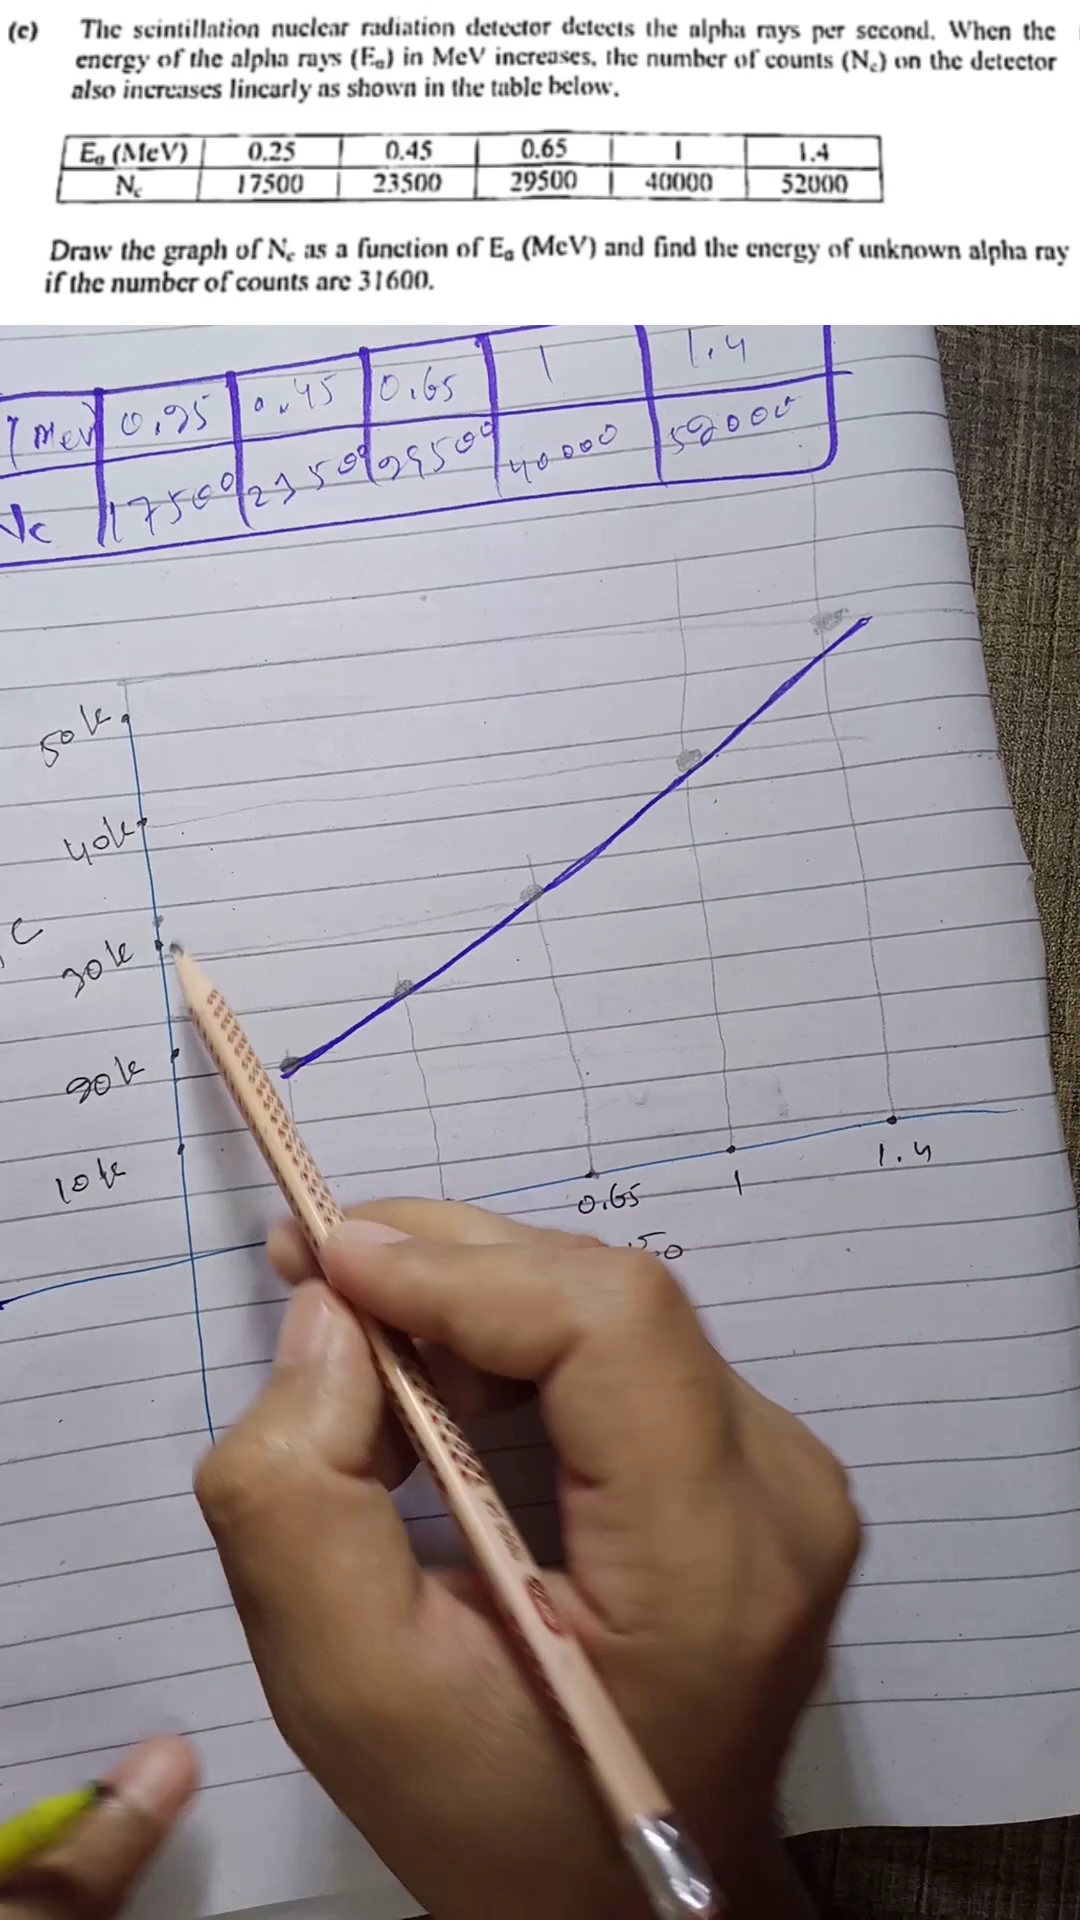 (c) The scintillation nuclear radiation detector detects the alpha rays per second. When the
energy of the alpha rays (Eα) in MeV increases, the number of counts (Nc) on the detector
also increases linearly as shown in the table below.
Eα (MeV) 0.25 0.45 0.65 1 1.4
Nc 17500 23500 29500 40000 52000
Draw the graph of Nc as a function of Eα (MeV) and find the energy of unknown alpha ray
if the number of counts are 31600.
MeV 0.25 0.45 0.65 1 1.4
Nc 17500 23500 29500 40000 52000
50k
40k
30k
20k
10k
0.65 1 1.4